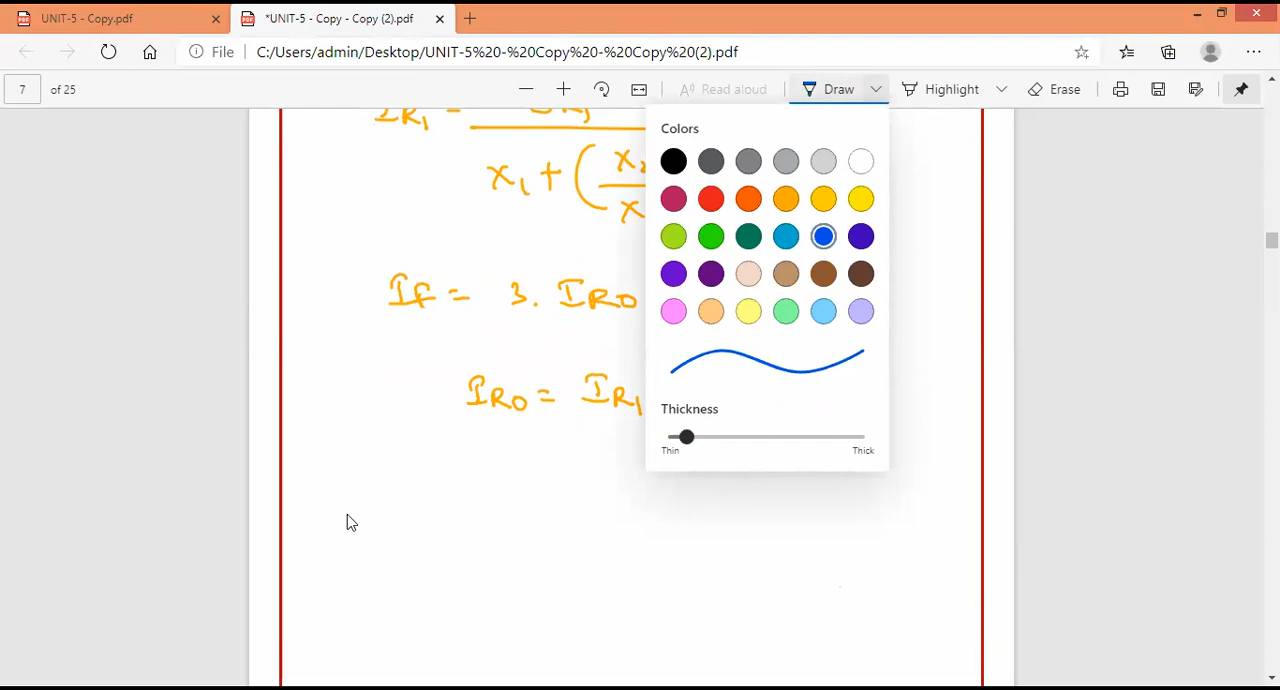 UNIT-5 - Copy.pdf
*UNIT-5 - Copy - Copy (2).pdf
File C:/Users/admin/Desktop/UNIT-5%20-%20Copy%20-%20Copy%20(2).pdf
7 of 25 Read aloud Draw Highlight Erase
Colors
Thickness
Thin Thick
x₁ + (
If = 3. IR0
IR0 = IR1